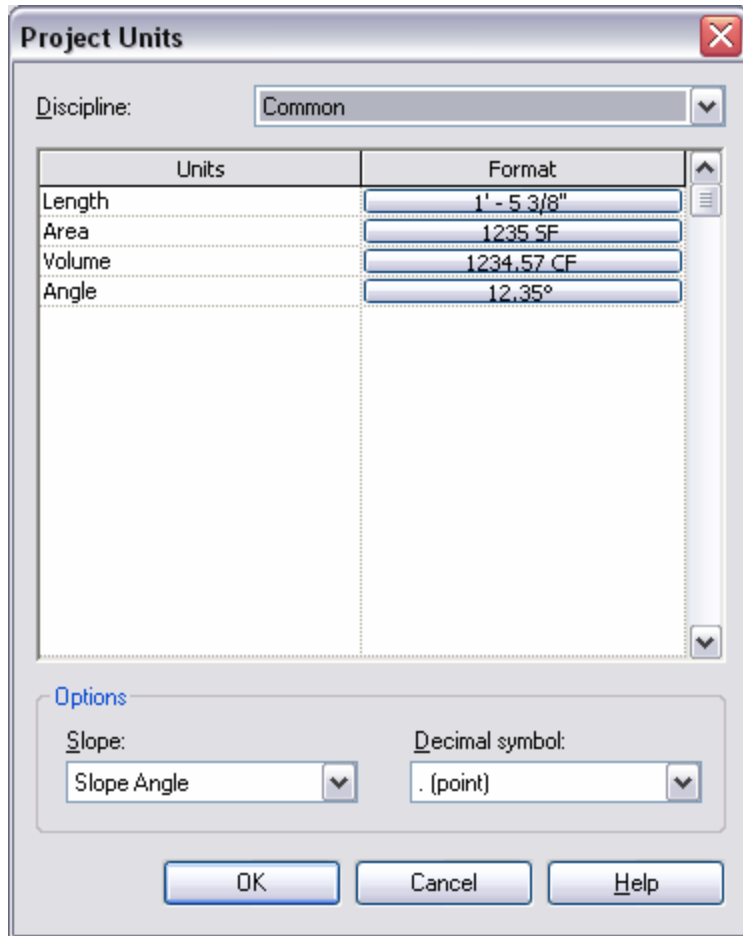 Project Units
Discipline: Common
Units Format
Length 1' - 5 3/8"
Area 1235 SF
Volume 1234.57 CF
Angle 12.35°
Options
Slope: Decimal symbol:
Slope Angle . (point)
OK Cancel Help